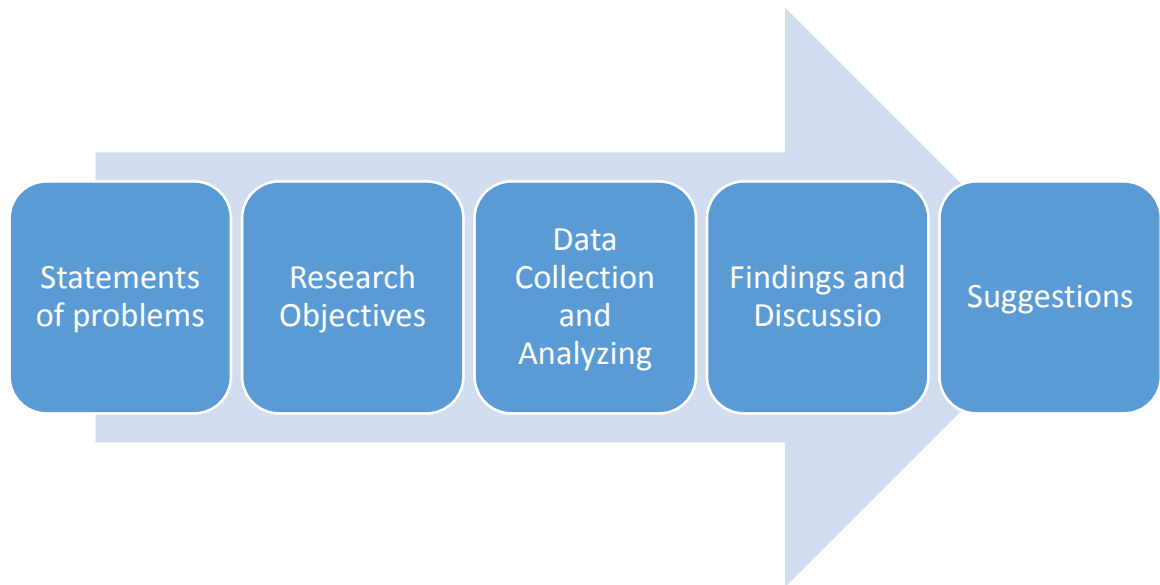 Statements
of problems
Research
Objectives
Data
Collection
and
Analyzing
Findings and
Discussio
Suggestions